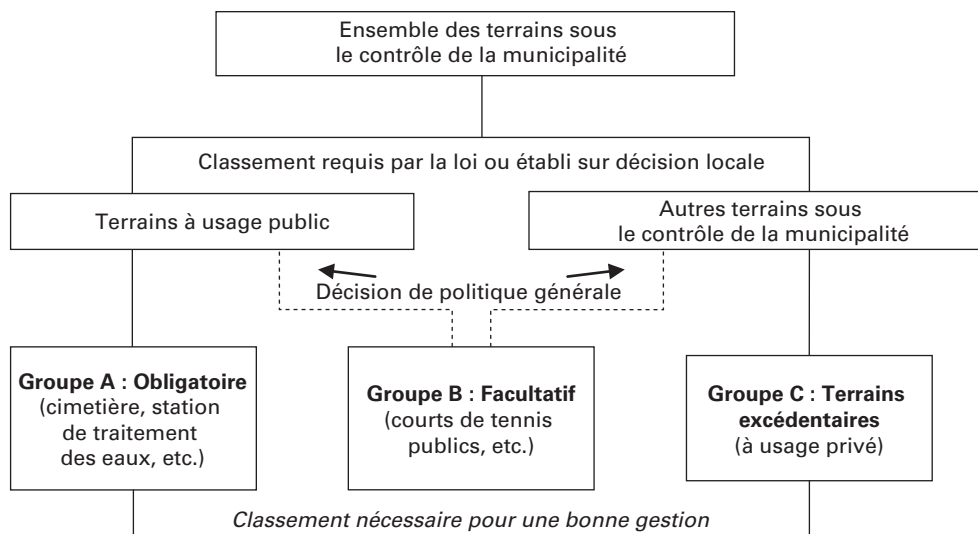 Ensemble des terrains sous
le contrôle de la municipalité
Classement requis par la loi ou établi sur décision locale
Terrains à usage public
Autres terrains sous
le contrôle de la municipalité
Décision de politique générale
Groupe A : Obligatoire
(cimetière, station
de traitement
des eaux, etc.)
Groupe B : Facultatif
(courts de tennis
publics, etc.)
Groupe C : Terrains
excédentaires
(à usage privé)
Classement nécessaire pour une bonne gestion